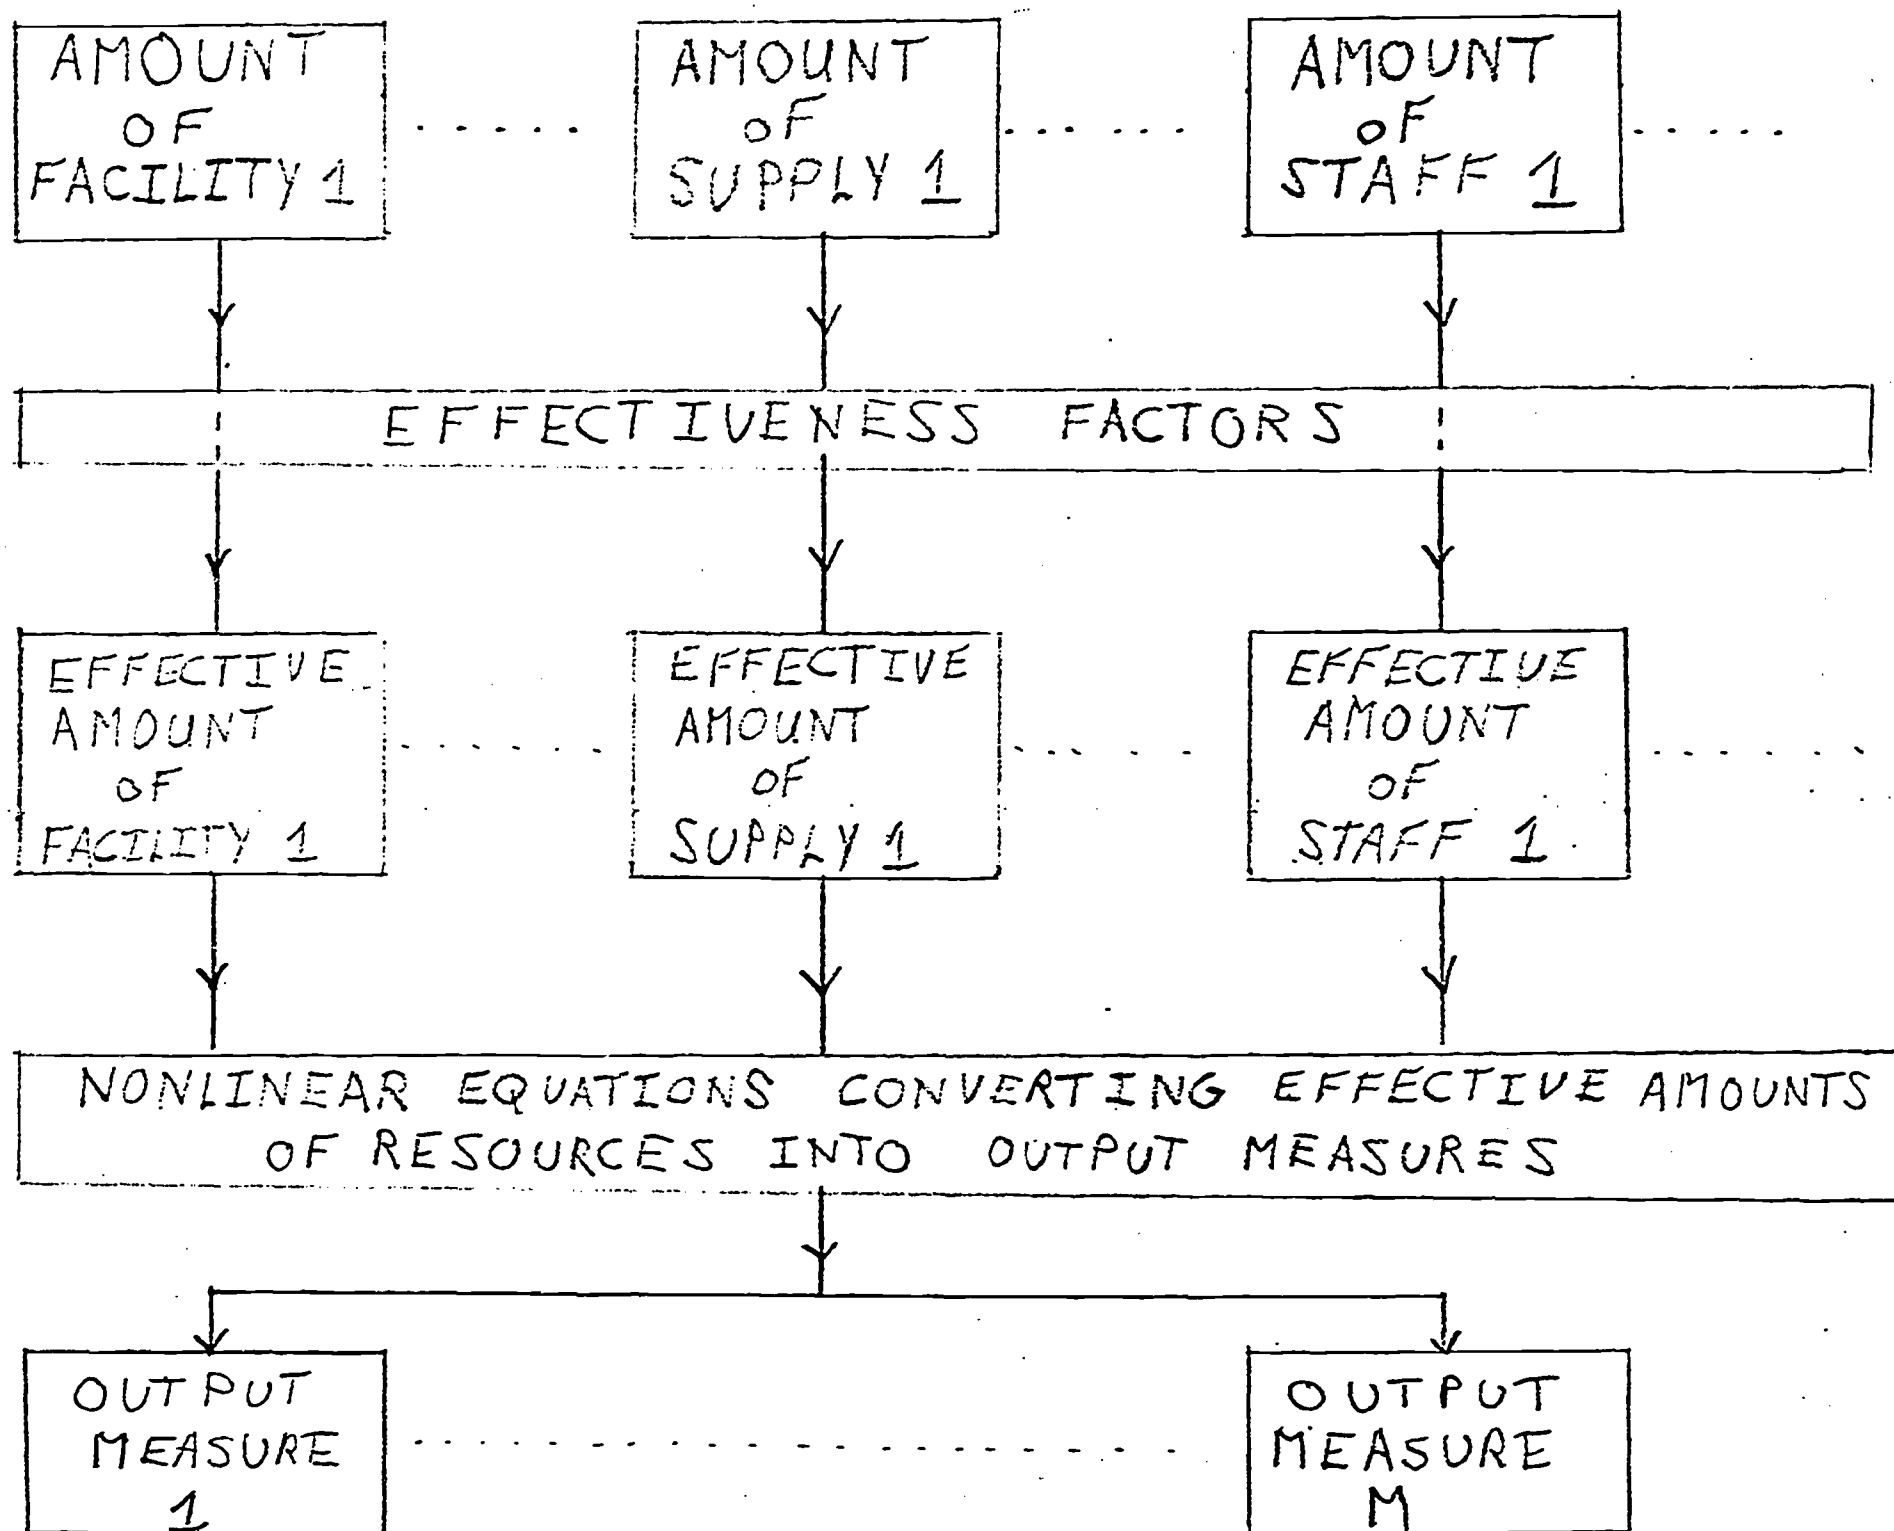 AMOUNT
OF
FACILITY 1
AMOUNT
OF
SUPPLY 1
AMOUNT
OF
STAFF 1
EFFECTIVENESS FACTORS
EFFECTIVE
AMOUNT
OF
FACILITY 1
EFFECTIVE
AMOUNT
OF
SUPPLY 1
EFFECTIVE
AMOUNT
OF
STAFF 1
NONLINEAR EQUATIONS CONVERTING EFFECTIVE AMOUNTS
OF RESOURCES INTO OUTPUT MEASURES
OUTPUT
MEASURE
1
OUTPUT
MEASURE
M